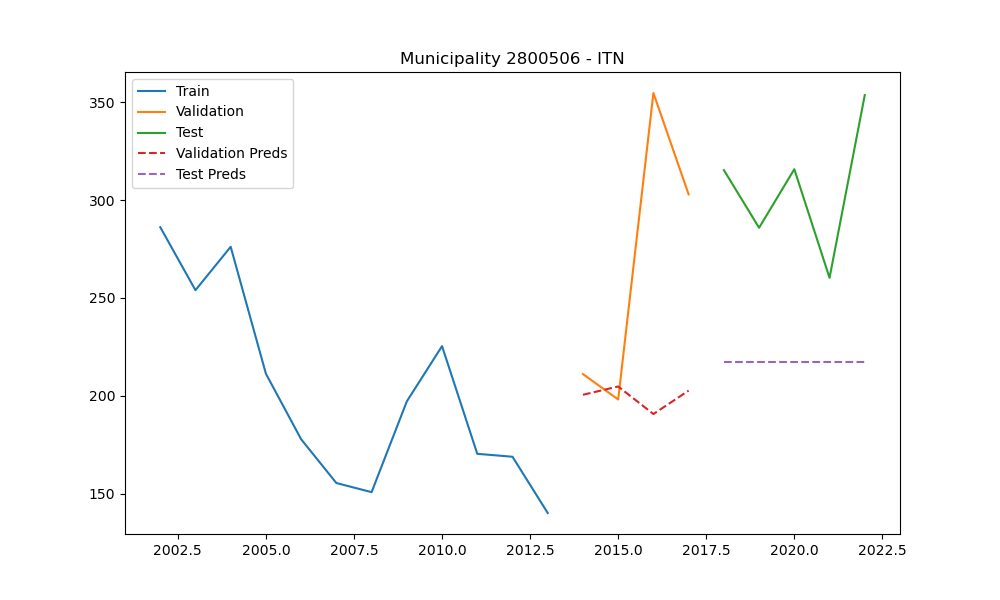 Municipality 2800506 - ITN
Train
Validation
Test
Validation Preds
Test Preds
350
300
250
200
150
2002.5 2005.0 2007.5 2010.0 2012.5 2015.0 2017.5 2020.0 2022.5